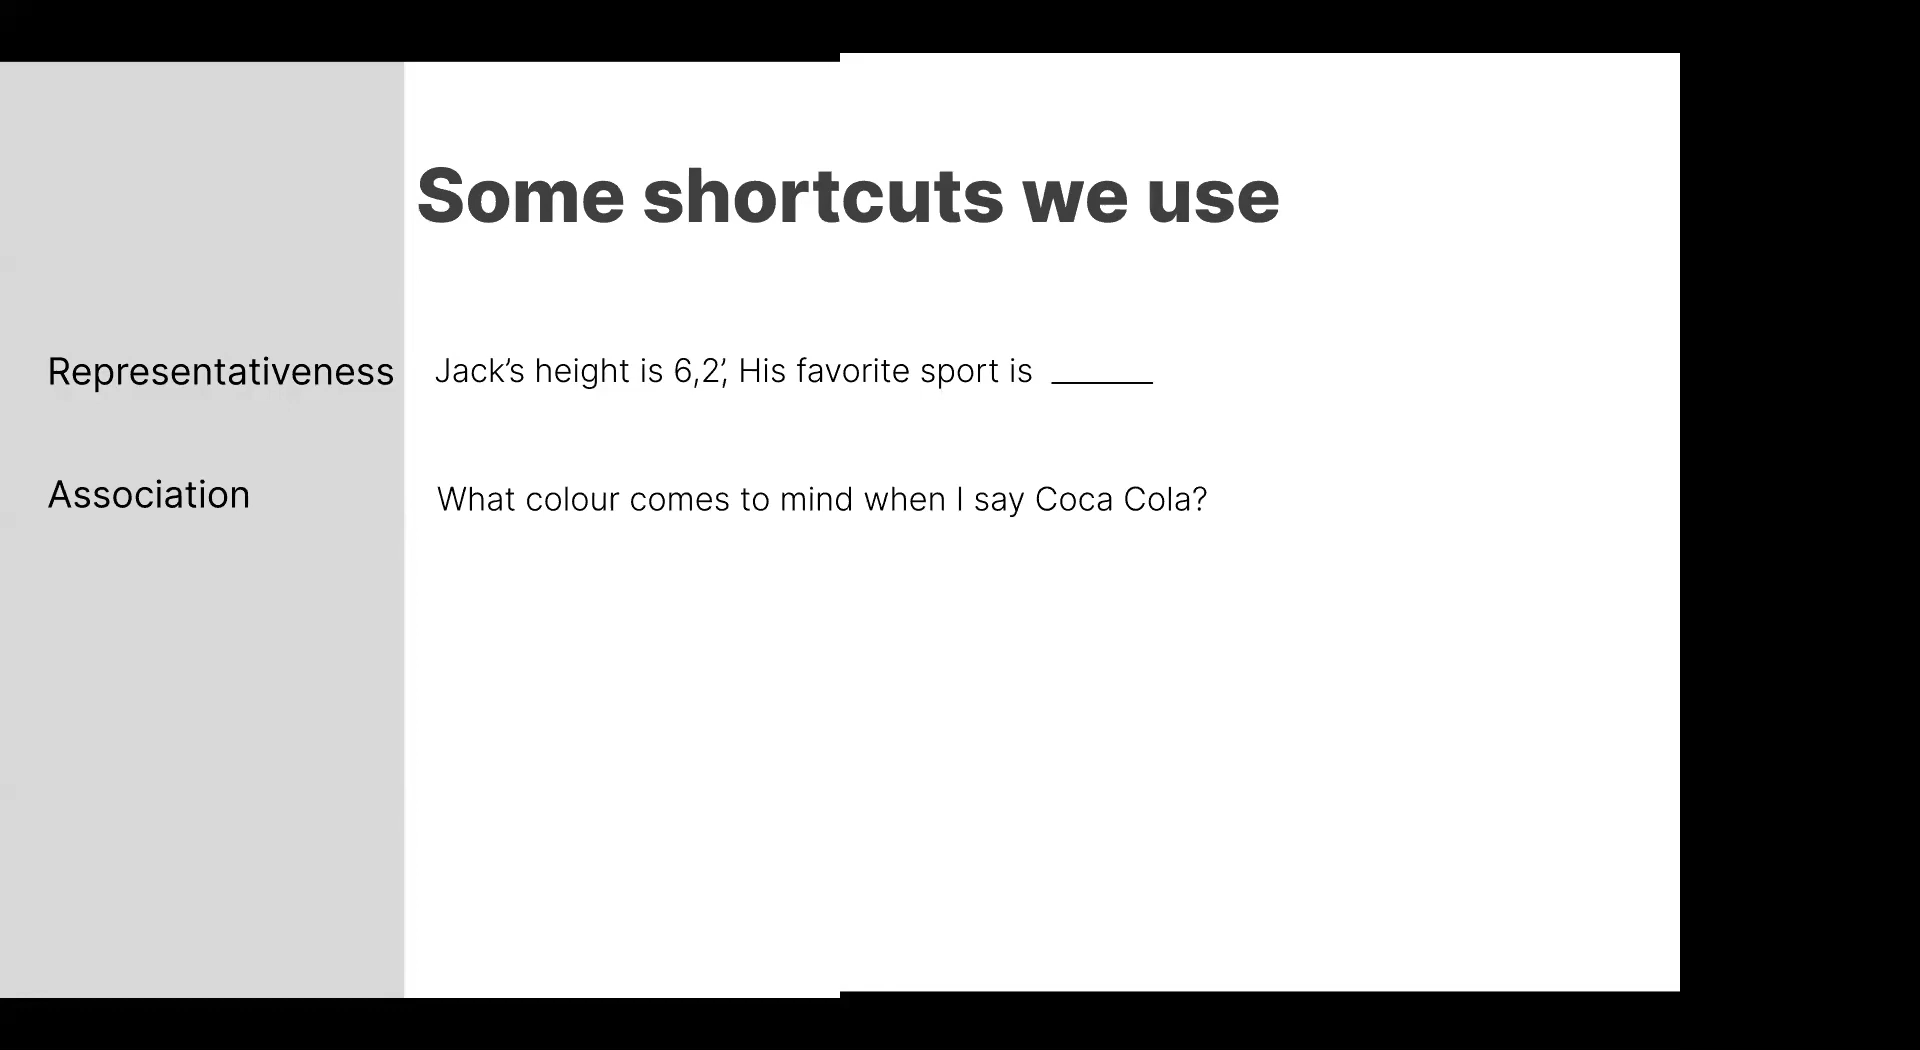 Some shortcuts we use
Representativeness Jack’s height is 6,2’, His favorite sport is ______
Association What colour comes to mind when I say Coca Cola?